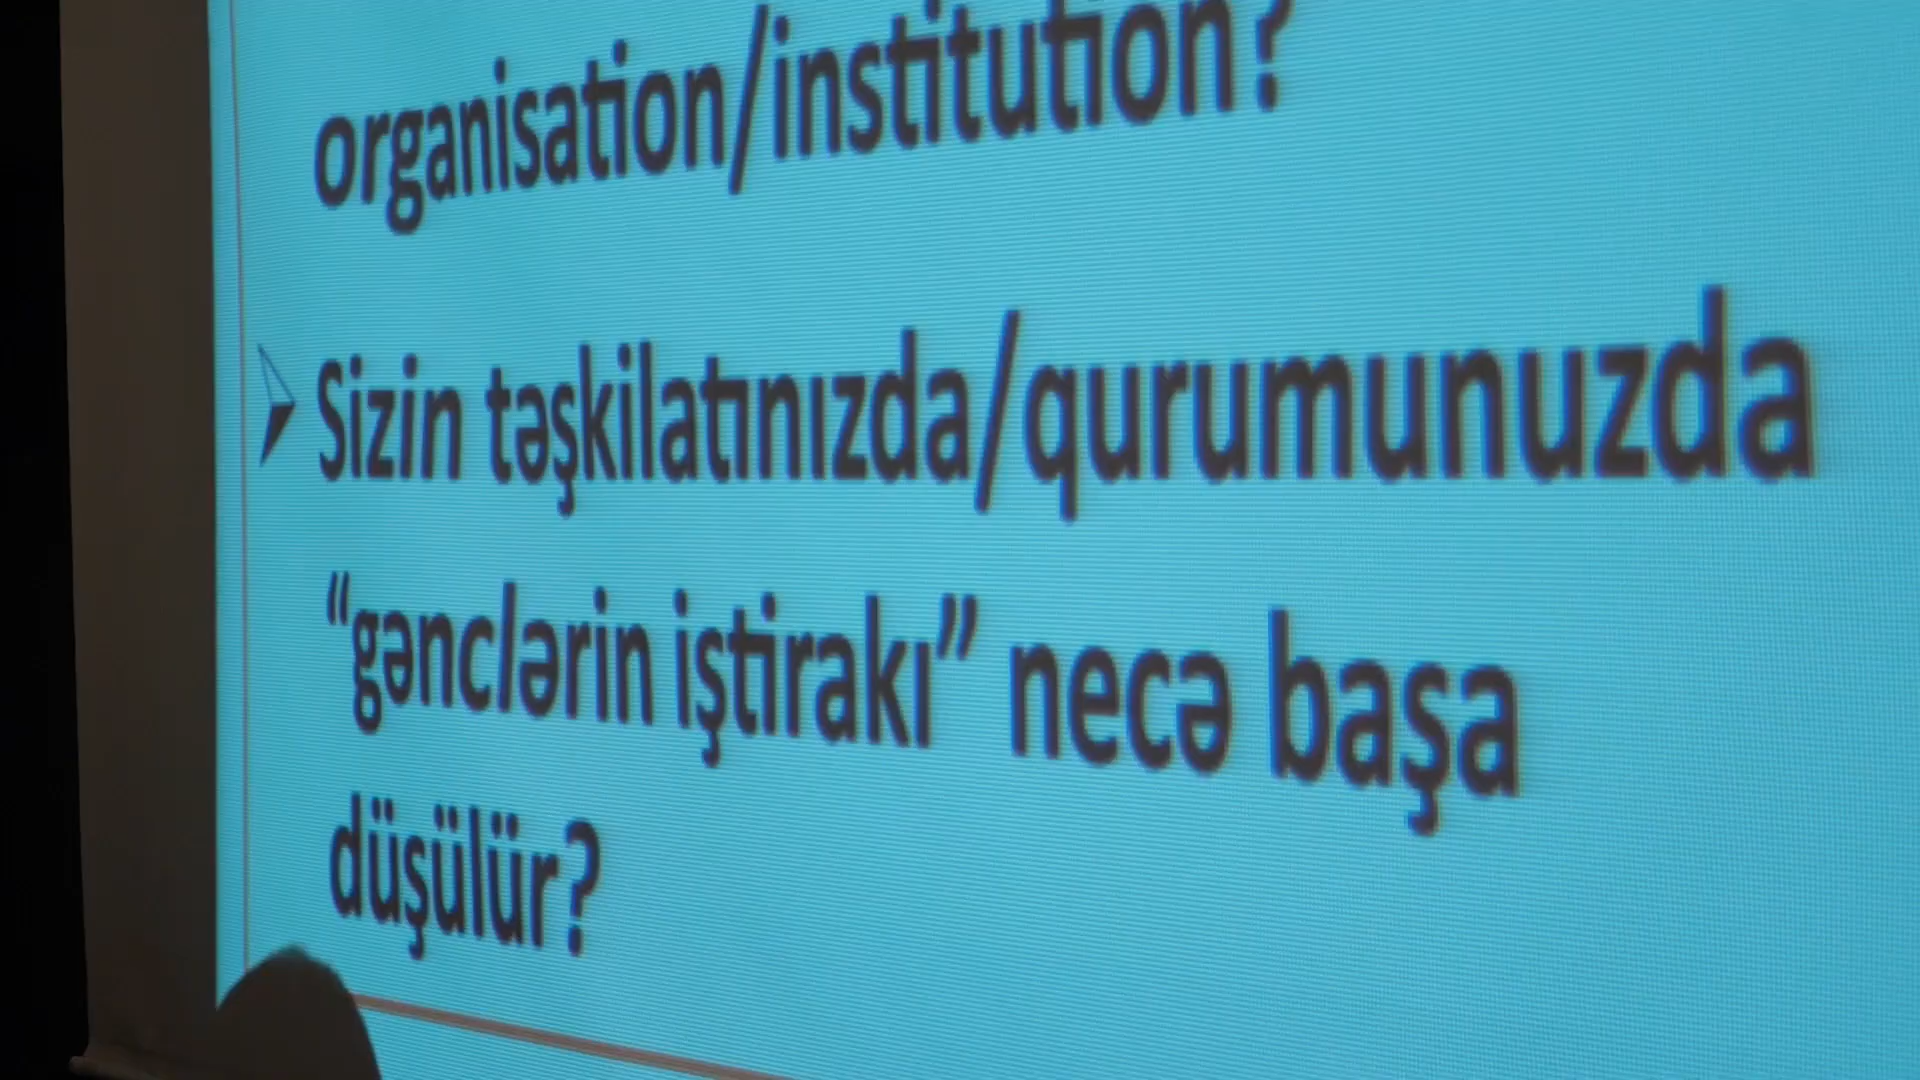 organisation/institution?
Sizin təşkilatınızda/qurumunuzda
“gənclərin iştirakı” necə başa
düşülür?